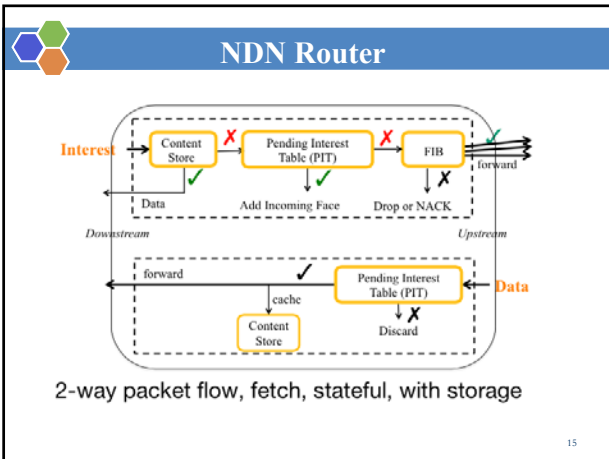 NDN Router
Interest
Content
Store
✗
Pending Interest
Table (PIT)
✗
FIB
✓
forward
✓
✓
✗
Data
Add Incoming Face
Drop or NACK
Downstream
Upstream
forward
✓
Pending Interest
Table (PIT)
Data
cache
✗
Content
Store
Discard
2-way packet flow, fetch, stateful, with storage
15